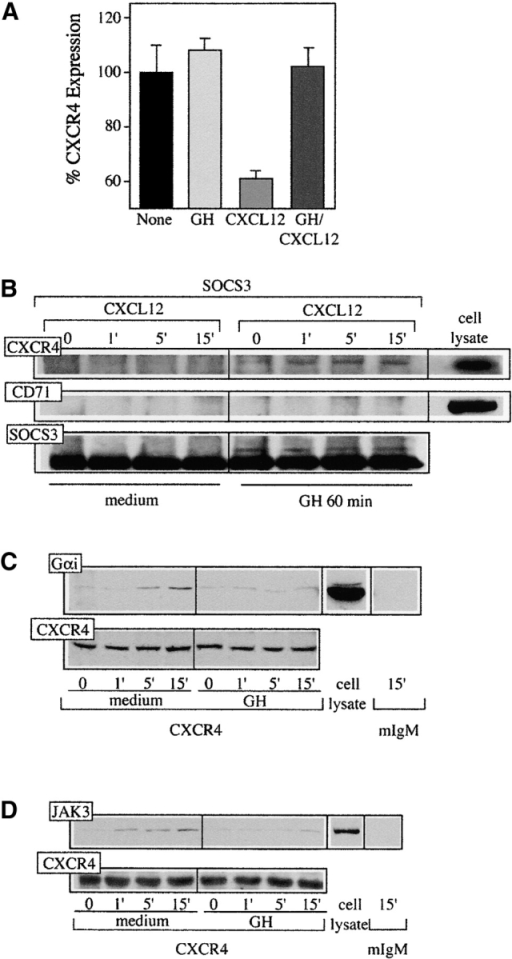 A
% CXCR4 Expression
120
100
80
60
None GH CXCL12 GH/
CXCL12
B
SOCS3
CXCL12 CXCL12
cell
lysate
0 1' 5' 15' 0 1' 5' 15'
CXCR4
CD71
SOCS3
medium GH 60 min
C
Gαi
CXCR4
0 1' 5' 15' 0 1' 5' 15' cell 15'
medium GH lysate
CXCR4 mIgM
D
JAK3
CXCR4
0 1' 5' 15' 0 1' 5' 15' cell 15'
medium GH lysate
CXCR4 mIgM